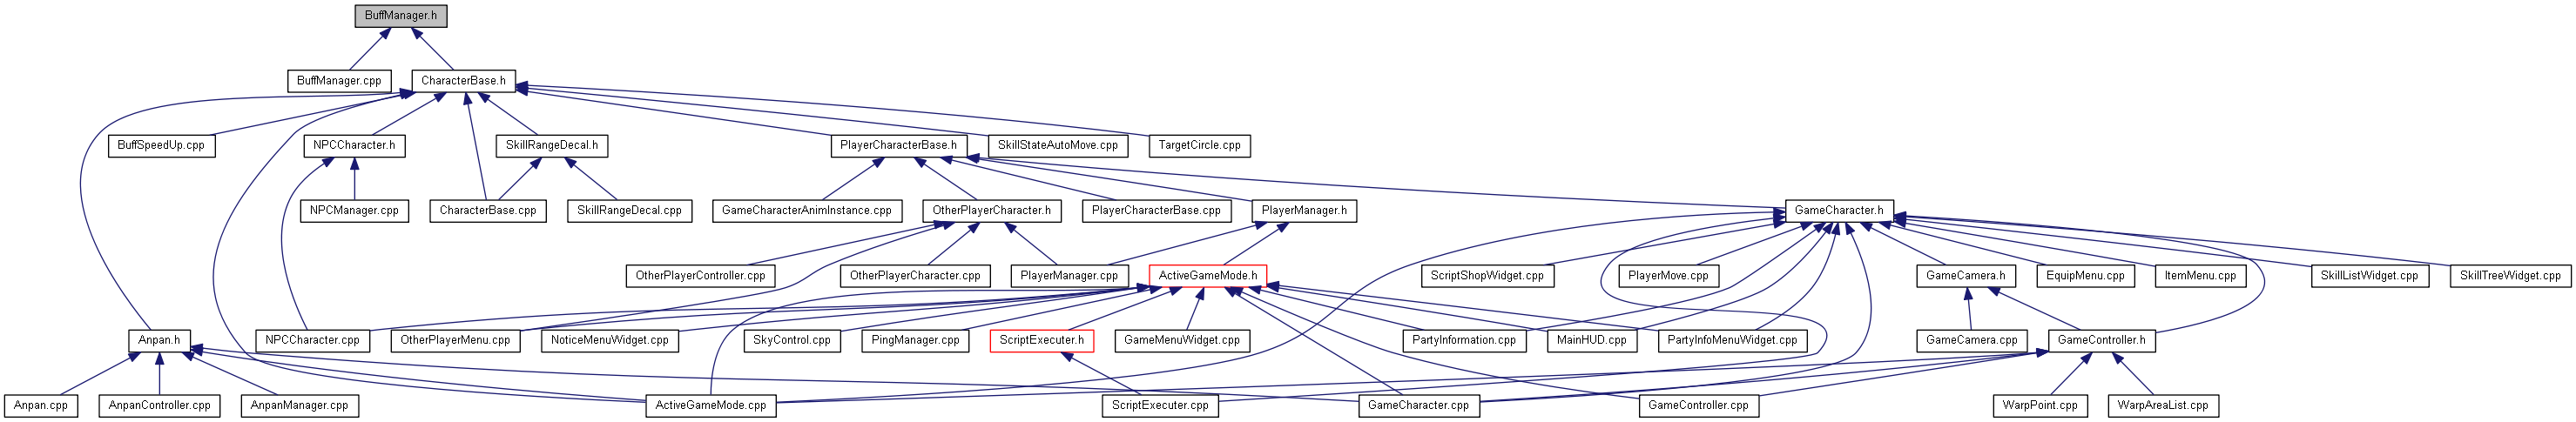 BuffManager.h
BuffManager.cpp
CharacterBase.h
BuffSpeedUp.cpp
NPCCharacter.h
SkillRangeDecal.h
PlayerCharacterBase.h
SkillStateAutoMove.cpp
TargetCircle.cpp
NPCManager.cpp
CharacterBase.cpp
SkillRangeDecal.cpp
GameCharacterAnimInstance.cpp
OtherPlayerCharacter.h
PlayerCharacterBase.cpp
PlayerManager.h
GameCharacter.h
OtherPlayerController.cpp
OtherPlayerCharacter.cpp
PlayerManager.cpp
ActiveGameMode.h
ScriptShopWidget.cpp
PlayerMove.cpp
GameCamera.h
EquipMenu.cpp
ItemMenu.cpp
SkillListWidget.cpp
SkillTreeWidget.cpp
Anpan.h
NPCCharacter.cpp
OtherPlayerMenu.cpp
NoticeMenuWidget.cpp
SkyControl.cpp
PingManager.cpp
ScriptExecuter.h
GameMenuWidget.cpp
PartyInformation.cpp
MainHUD.cpp
PartyInfoMenuWidget.cpp
GameCamera.cpp
GameController.h
Anpan.cpp
AnpanController.cpp
AnpanManager.cpp
ActiveGameMode.cpp
ScriptExecuter.cpp
GameCharacter.cpp
GameController.cpp
WarpPoint.cpp
WarpAreaList.cpp